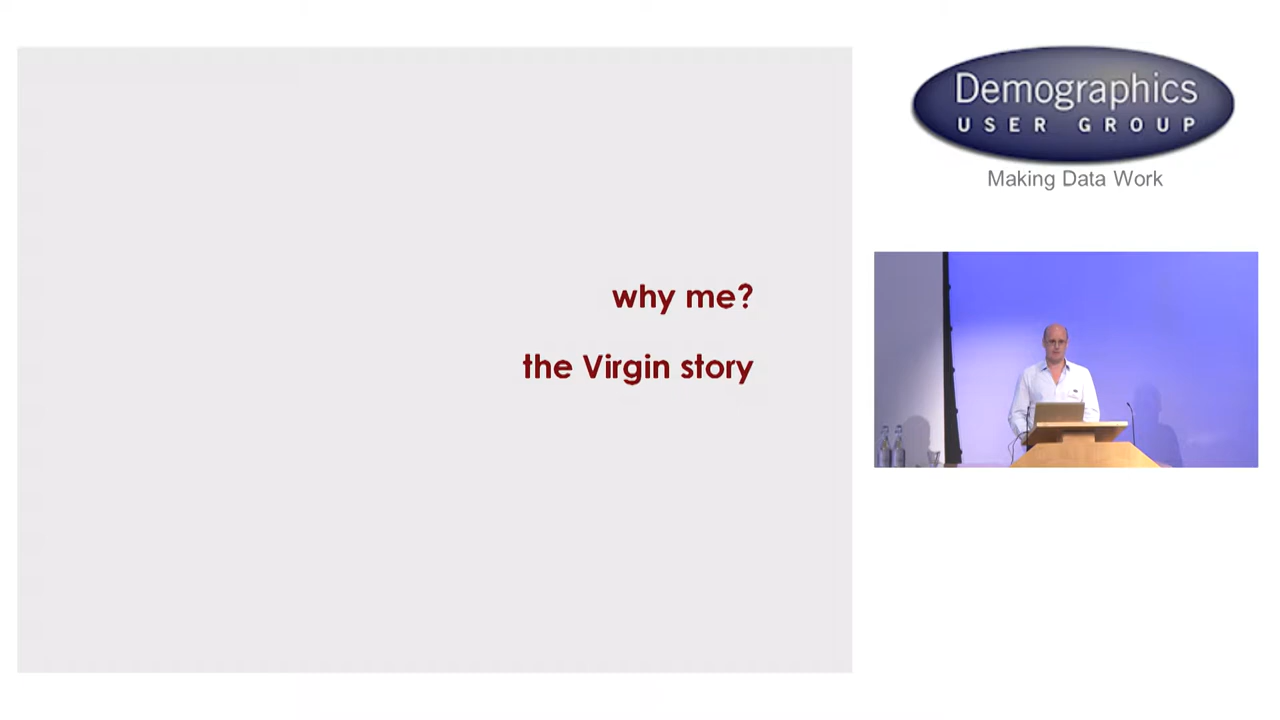 why me?
the Virgin story
Demographics
USER GROUP
Making Data Work